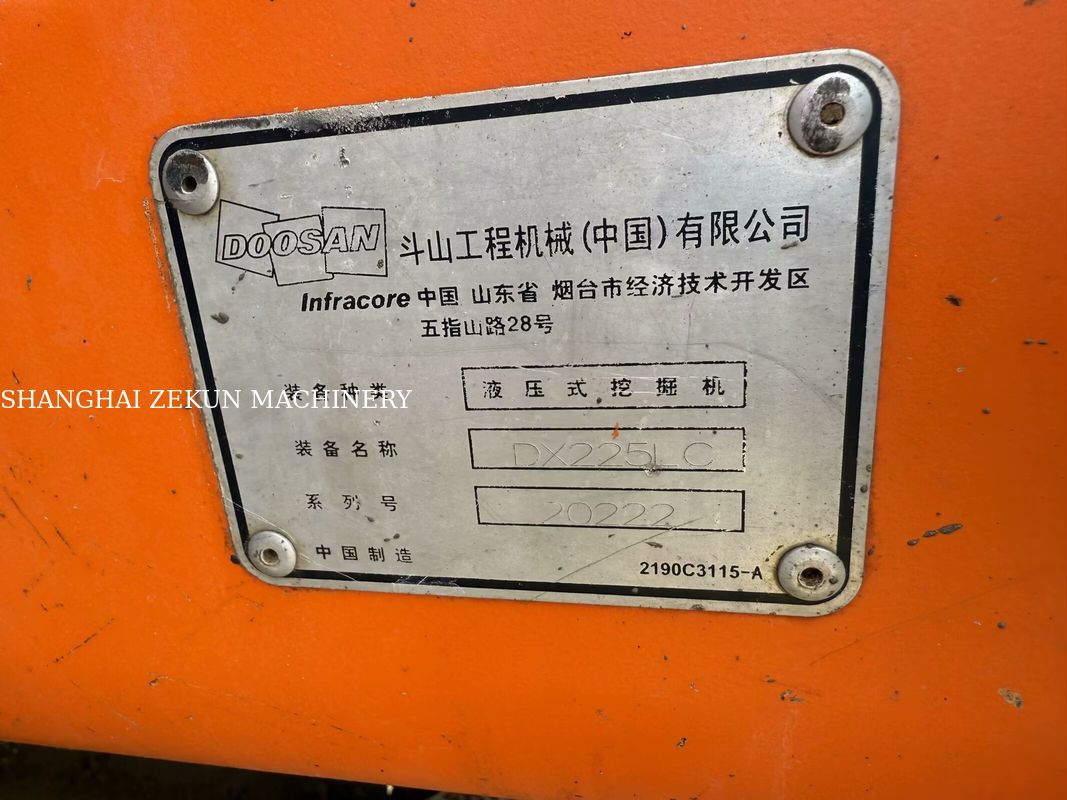 DOOSAN
斗山工程机械(中国)有限公司
Infracore 中国 山东省 烟台市经济技术开发区
五指山路28号
装备种类 液压式挖掘机
SHANGHAI ZEKUN MACHINERY
装备名称 DX225LC
系列号 20222
中国制造
2190C3115-A